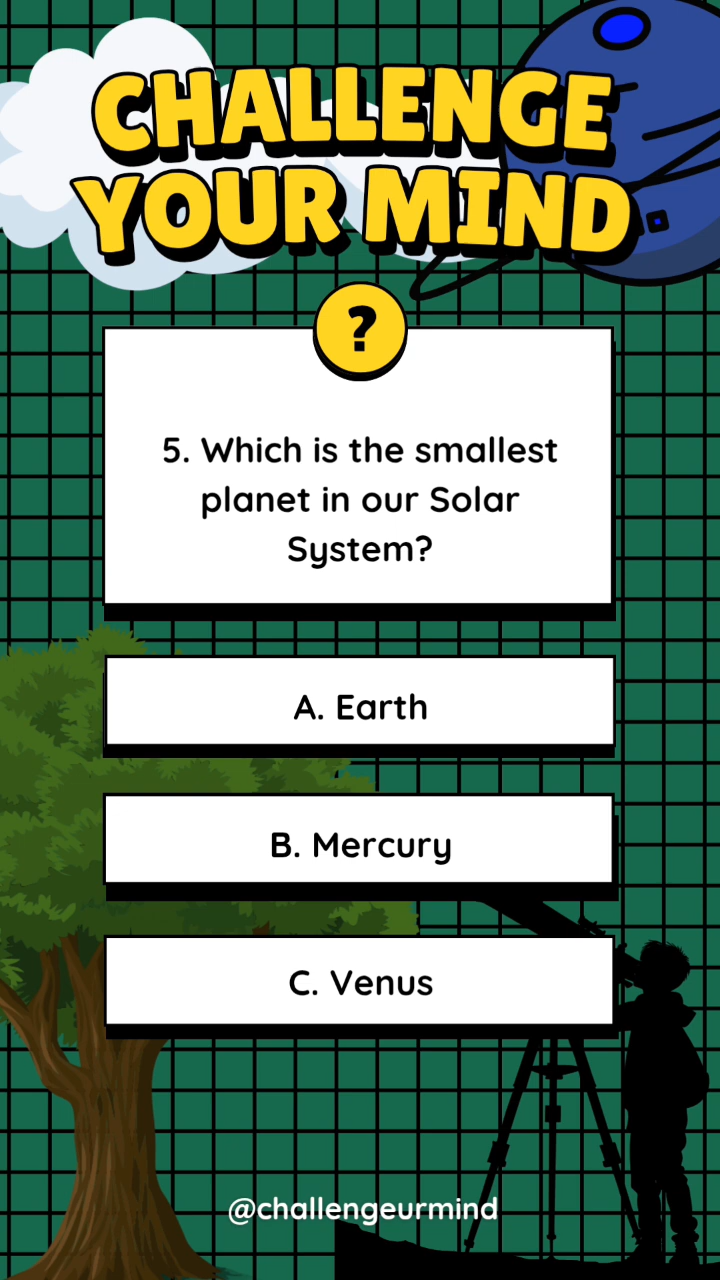 CHALLENGE
YOUR MIND
?
5. Which is the smallest
planet in our Solar
System?
A. Earth
B. Mercury
C. Venus
@challengeurmind